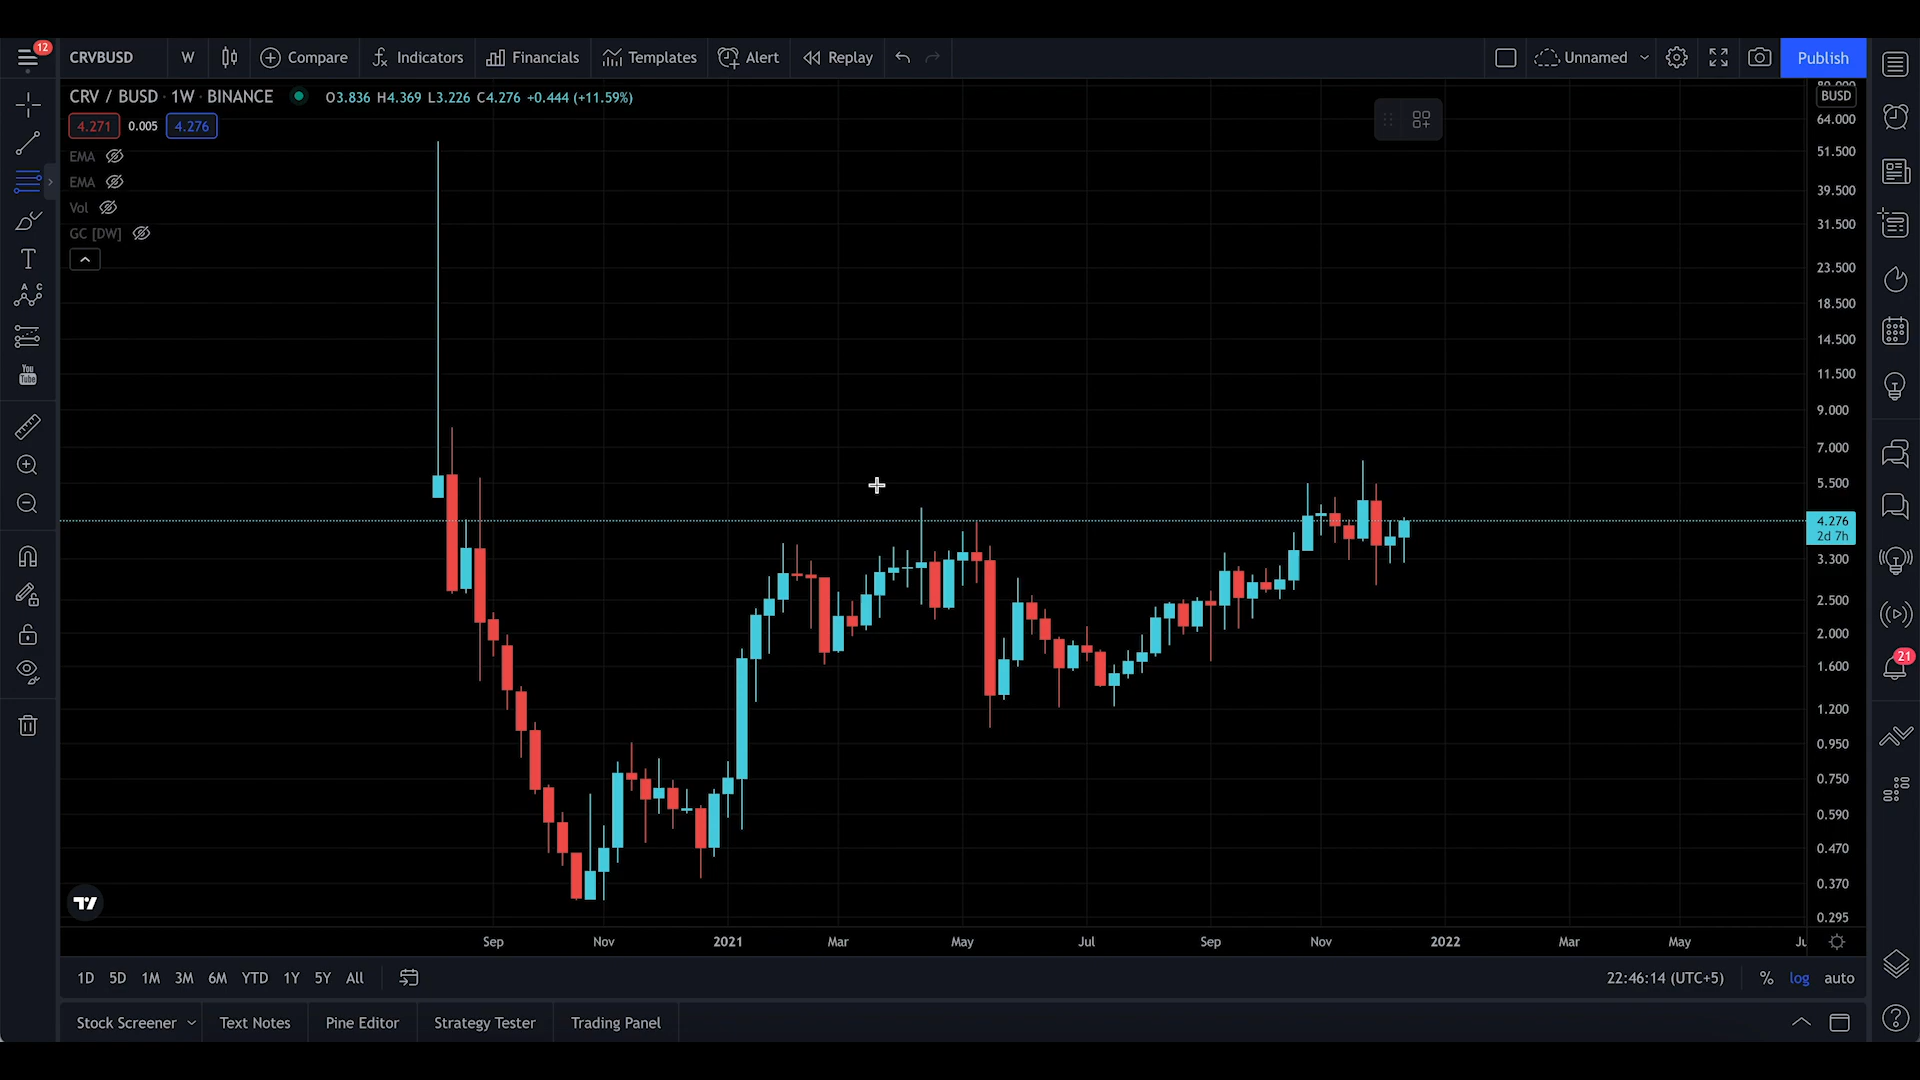 12
CRVBUSD W Compare Indicators Financials Templates Alert Replay Unnamed Publish
CRV / BUSD · 1W · BINANCE O3.836 H4.369 L3.226 C4.276 +0.444 (+11.59%)
BUSD
4.271 0.005 4.276
EMA
EMA
Vol
GC [DW]
64.000
51.500
39.500
31.500
23.500
18.500
14.500
11.500
9.000
7.000
5.500
4.276
2d 7h
3.300
2.500
2.000
1.600
1.200
0.950
0.750
0.590
0.470
0.370
0.295
A C
You
Tube
21
Sep Nov 2021 Mar May Jul Sep Nov 2022 Mar May
1D 5D 1M 3M 6M YTD 1Y 5Y All 22:46:14 (UTC+5) % log auto
Stock Screener Text Notes Pine Editor Strategy Tester Trading Panel